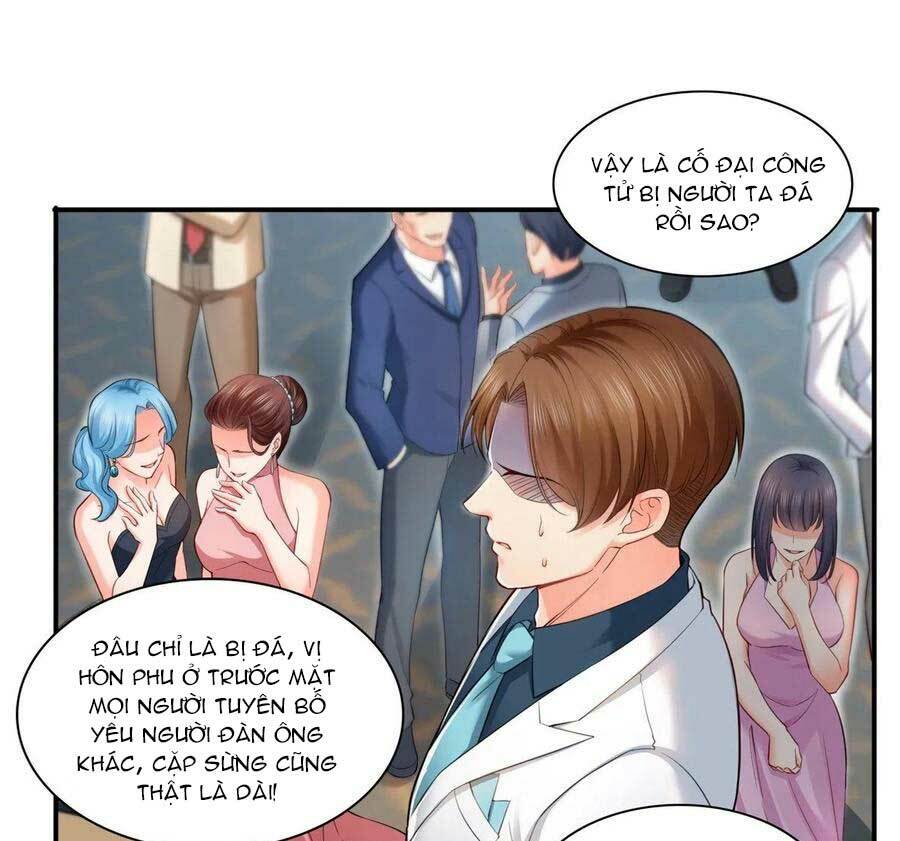 VẬY LÀ CỐ ĐẠI CÔNG
TỬ BỊ NGƯỜI TA ĐÁ
RỒI SAO?
ĐÂU CHỈ LÀ BỊ ĐÁ, VỊ
HÔN PHU Ở TRƯỚC MẮT
MỌI NGƯỜI TUYÊN BỐ
YÊU NGƯỜI ĐÀN ÔNG
KHÁC, CẶP SỪNG CŨNG
THẬT LÀ DÀI!